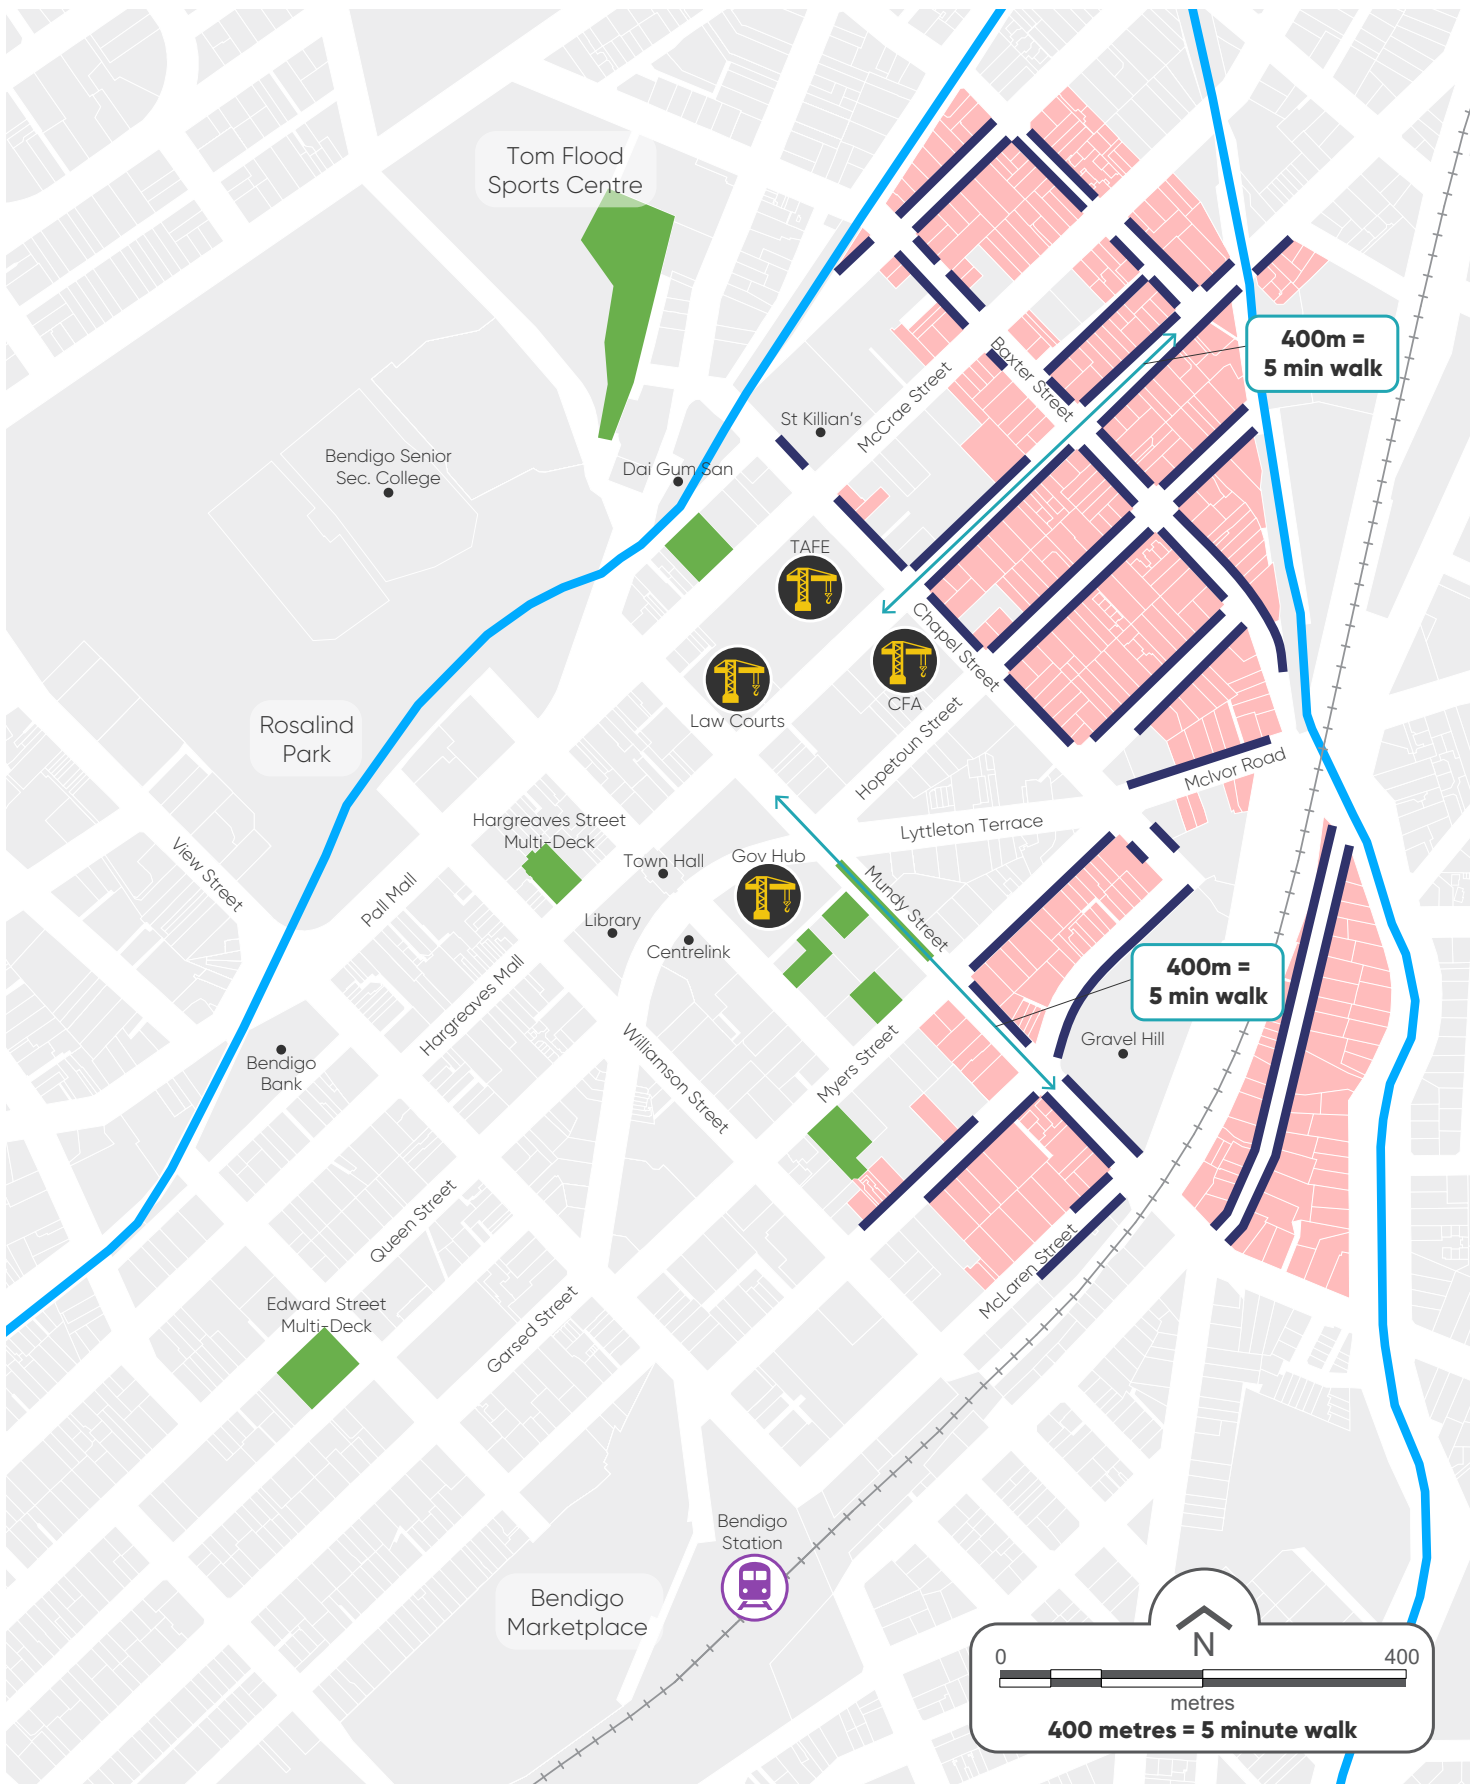 Tom Flood
Sports Centre
400m =
5 min walk
Baxter Street
McCrae Street
St Killian's
Bendigo Senior
Sec. College
Dai Gum San
TAFE
Chapel Street
CFA
Law Courts
Hopetoun Street
Rosalind
Park
McIvor Road
Lyttleton Terrace
Hargreaves Street
Multi-Deck
Town Hall
Gov Hub
Mundy Street
View Street
Pall Mall
Library
Centrelink
400m =
5 min walk
Hargreaves Mall
Williamson Street
Myers Street
Gravel Hill
Bendigo
Bank
Queen Street
McLaren Street
Edward Street
Multi-Deck
Garsed Street
Bendigo
Station
Bendigo
Marketplace
N
0 400
metres
400 metres = 5 minute walk